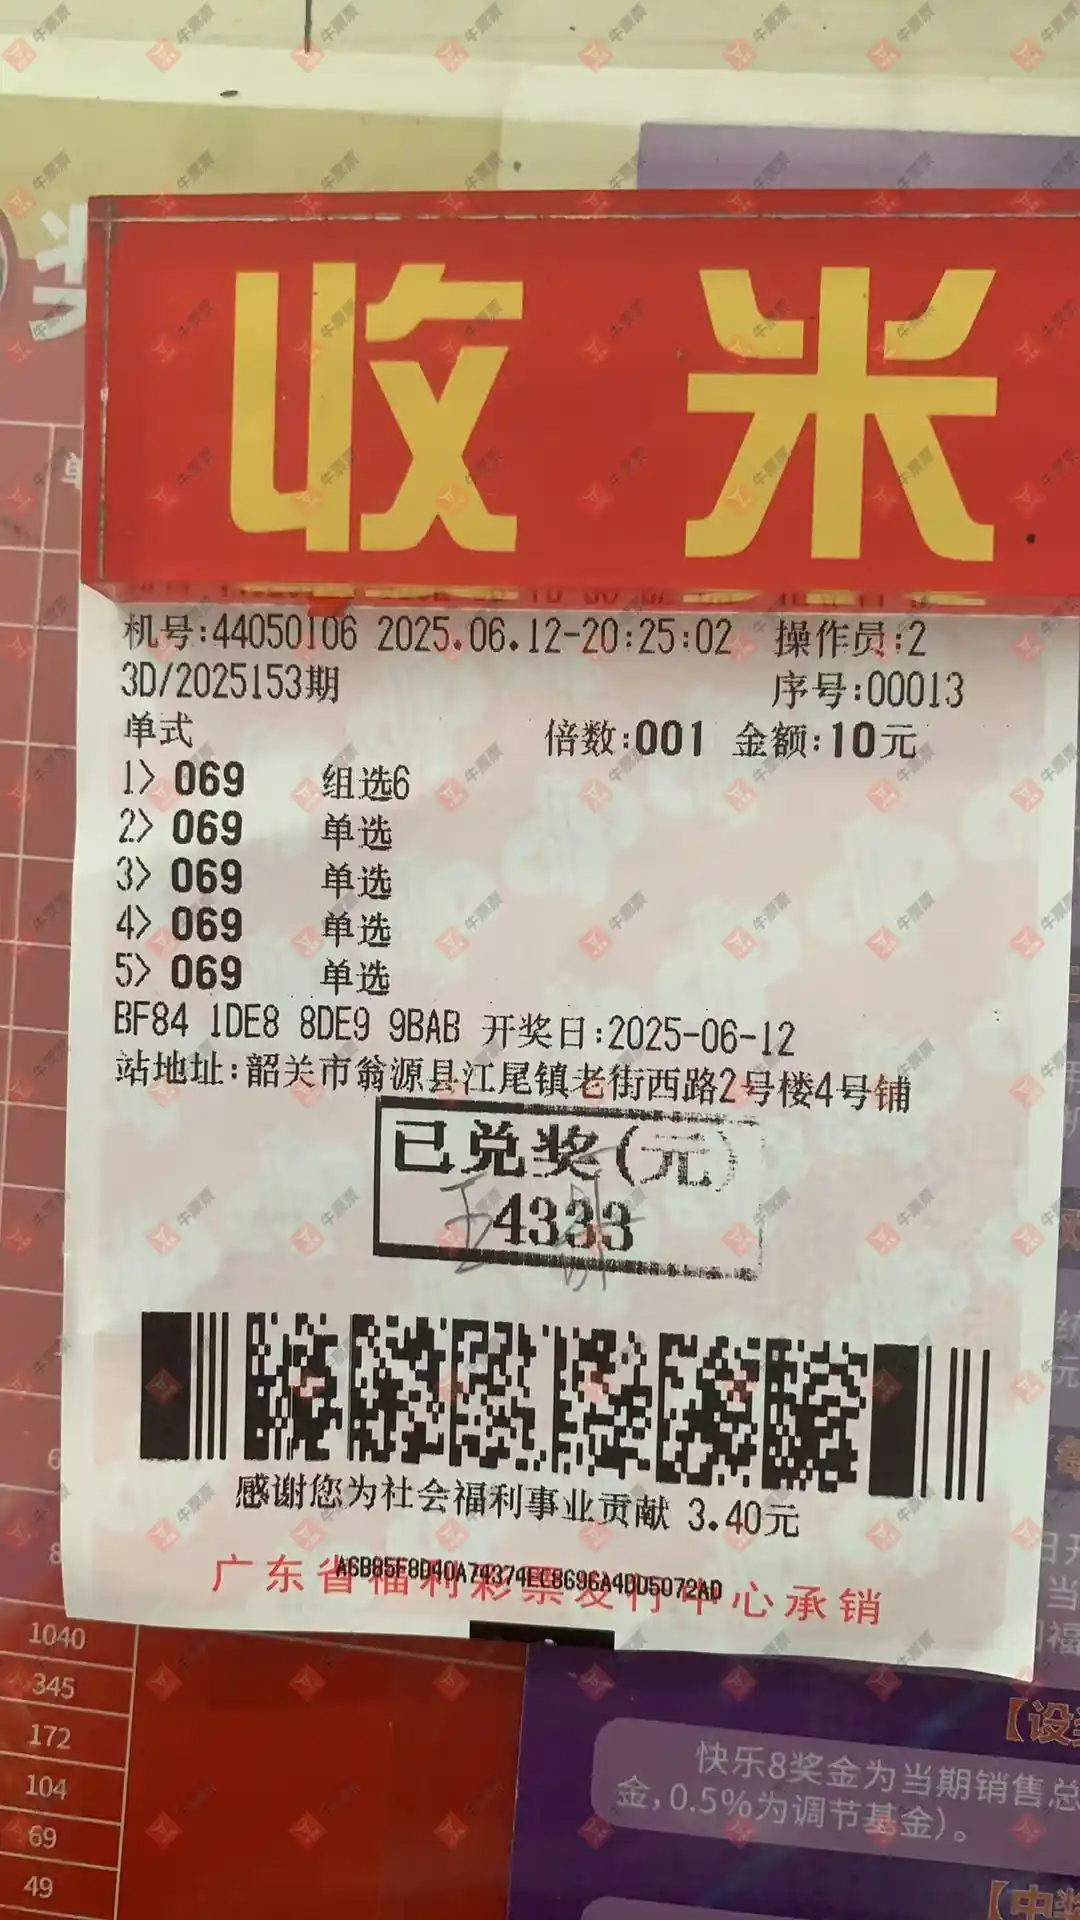 收米
机号:44050106 2025.06.12-20:25:02 操作员:2
3D/2025153期 序号:00013
单式 倍数:001 金额:10元
1> 069 组选6
2> 069 单选
3> 069 单选
4> 069 单选
5> 069 单选
BF84 1DE8 8DE9 9BAB 开奖日:2025-06-12
站地址:韶关市翁源县江尾镇老街西路2号楼4号铺
已兑奖(元)
4333
感谢您为社会福利事业贡献 3.40元
广东省福利彩票发行中心承销
1040
345
172
104
69
49
【设
快乐8奖金为当期销售总
金,0.5%为调节基金)。
【中奖
牛票票